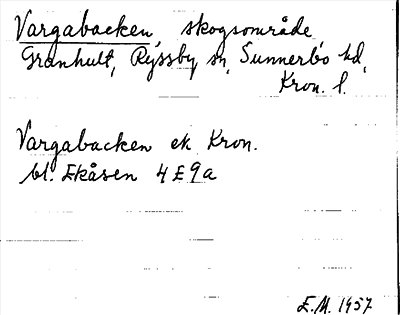 Vargabacken, skogsområde,
Granhult, Ryssby sn, Sunnerbo hd,
Kron. l.
Vargabacken ek Kron.
bl. Ekåsen 4E9a
E.M. 1957